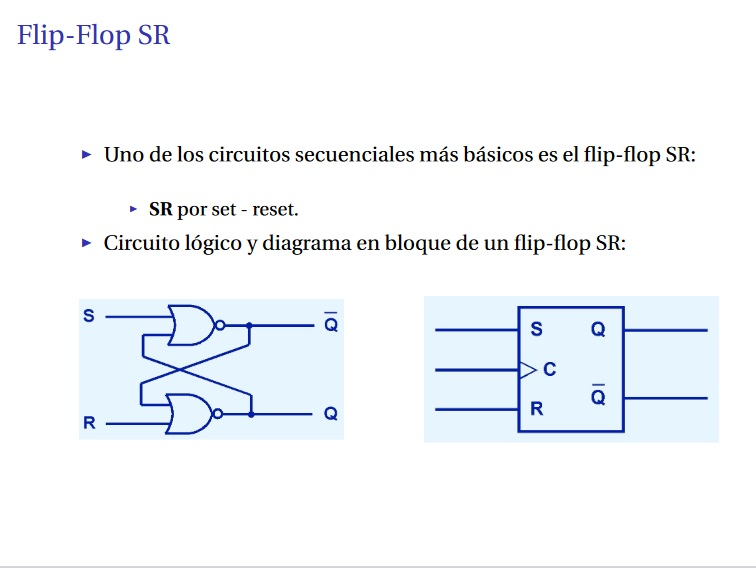 Flip-Flop SR
▶ Uno de los circuitos secuenciales más básicos es el flip-flop SR:
▶ SR por set - reset.
▶ Circuito lógico y diagrama en bloque de un flip-flop SR:
S
Q̅
R
Q
S Q
C
Q̅
R